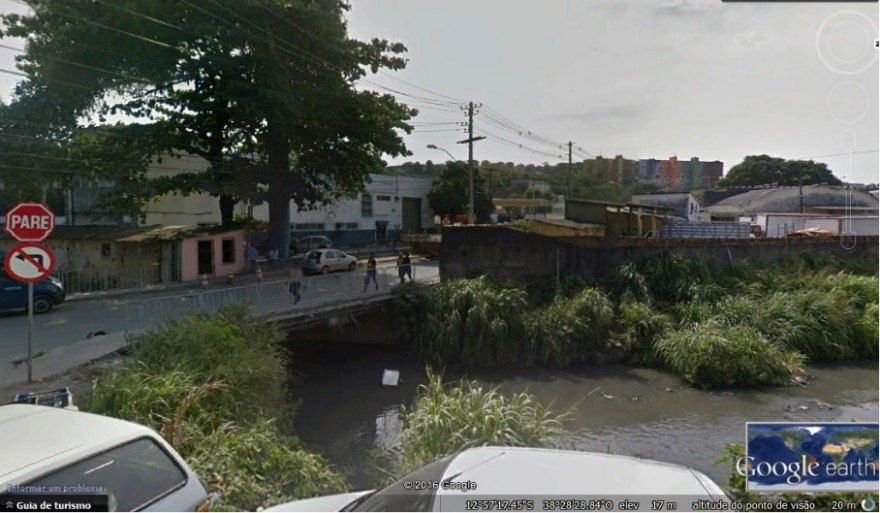 PARE
Google earth
Informar um problema
© 2016 Google
Guia de turismo
12°57'17.45"S 38°28'28.84"O elev 17 m altitude do ponto de visão 20 m